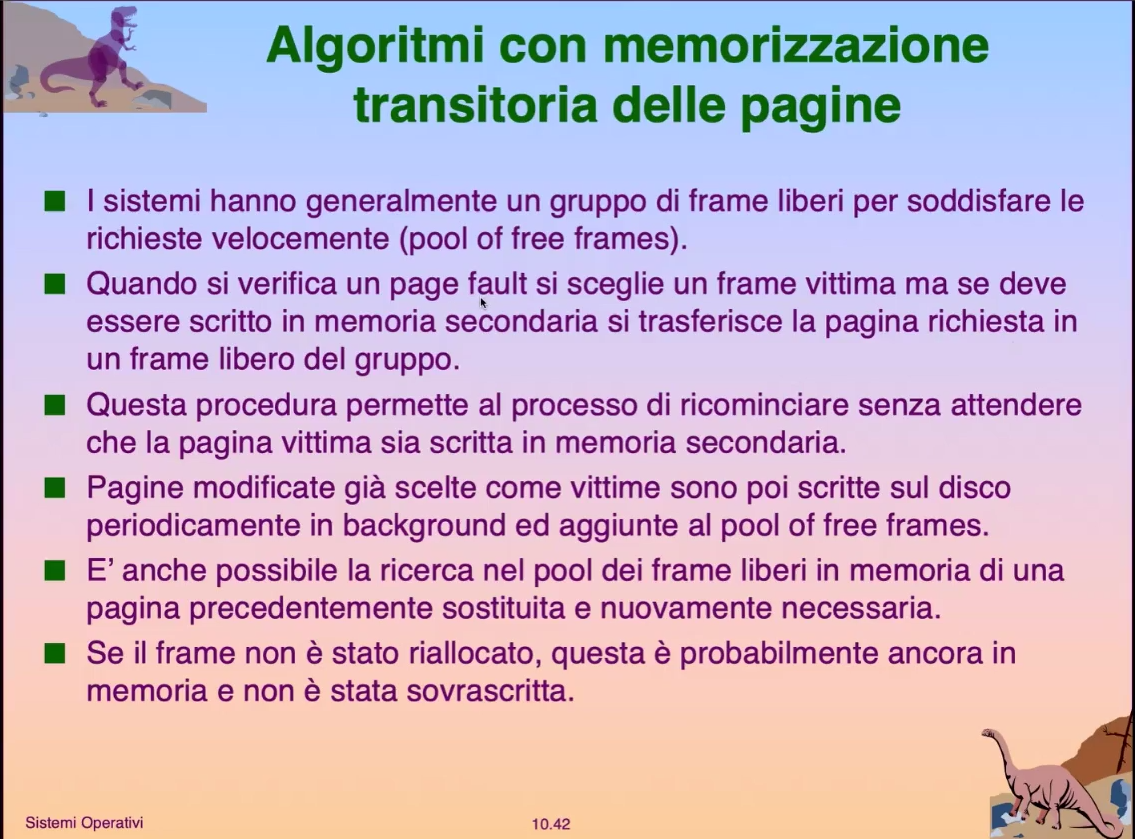 Algoritmi con memorizzazione
transitoria delle pagine
I sistemi hanno generalmente un gruppo di frame liberi per soddisfare le
richieste velocemente (pool of free frames).
Quando si verifica un page fault si sceglie un frame vittima ma se deve
essere scritto in memoria secondaria si trasferisce la pagina richiesta in
un frame libero del gruppo.
Questa procedura permette al processo di ricominciare senza attendere
che la pagina vittima sia scritta in memoria secondaria.
Pagine modificate già scelte come vittime sono poi scritte sul disco
periodicamente in background ed aggiunte al pool of free frames.
E' anche possibile la ricerca nel pool dei frame liberi in memoria di una
pagina precedentemente sostituita e nuovamente necessaria.
Se il frame non è stato riallocato, questa è probabilmente ancora in
memoria e non è stata sovrascritta.
Sistemi Operativi
10.42